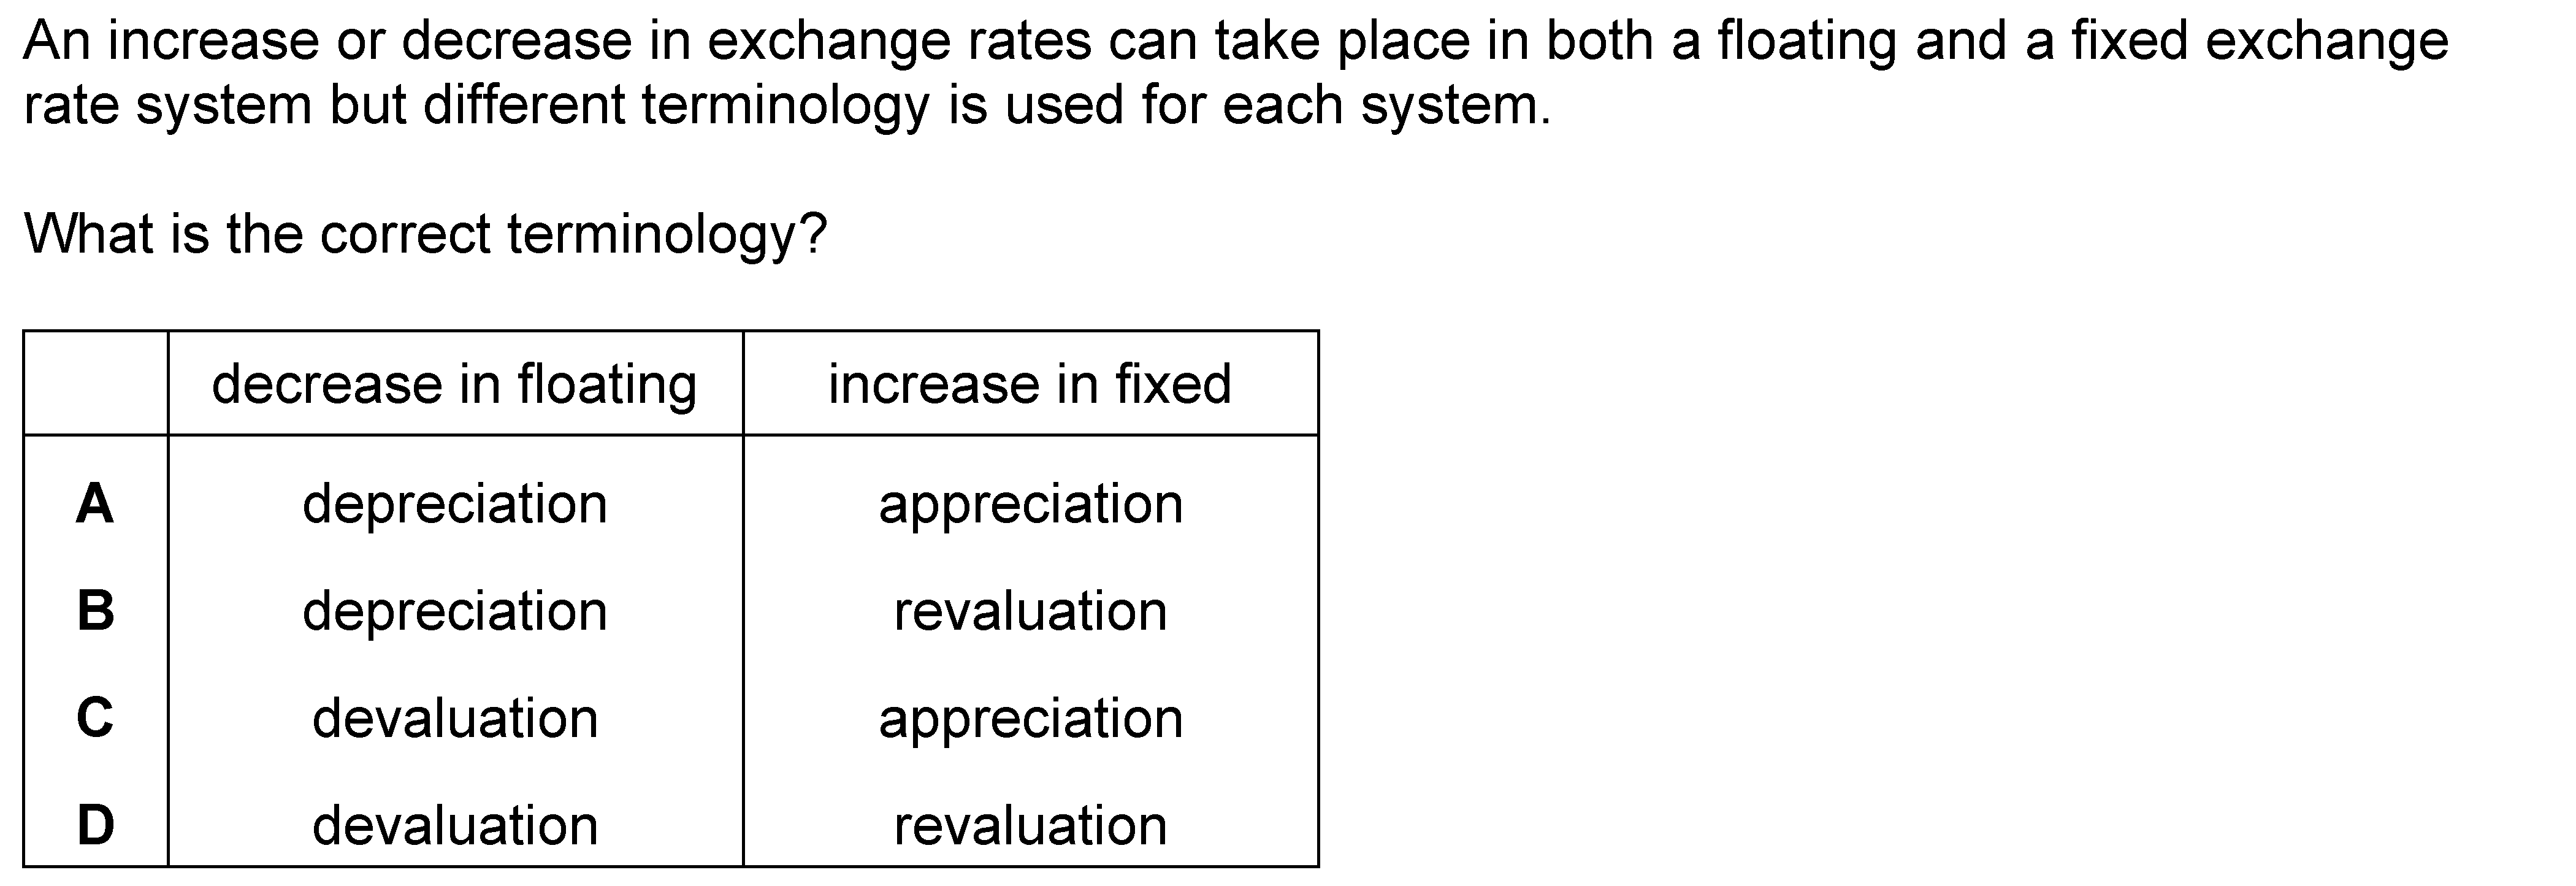 An increase or decrease in exchange rates can take place in both a floating and a fixed exchange
rate system but different terminology is used for each system.
What is the correct terminology?
decrease in floating increase in fixed
A depreciation appreciation
B depreciation revaluation
C devaluation appreciation
D devaluation revaluation